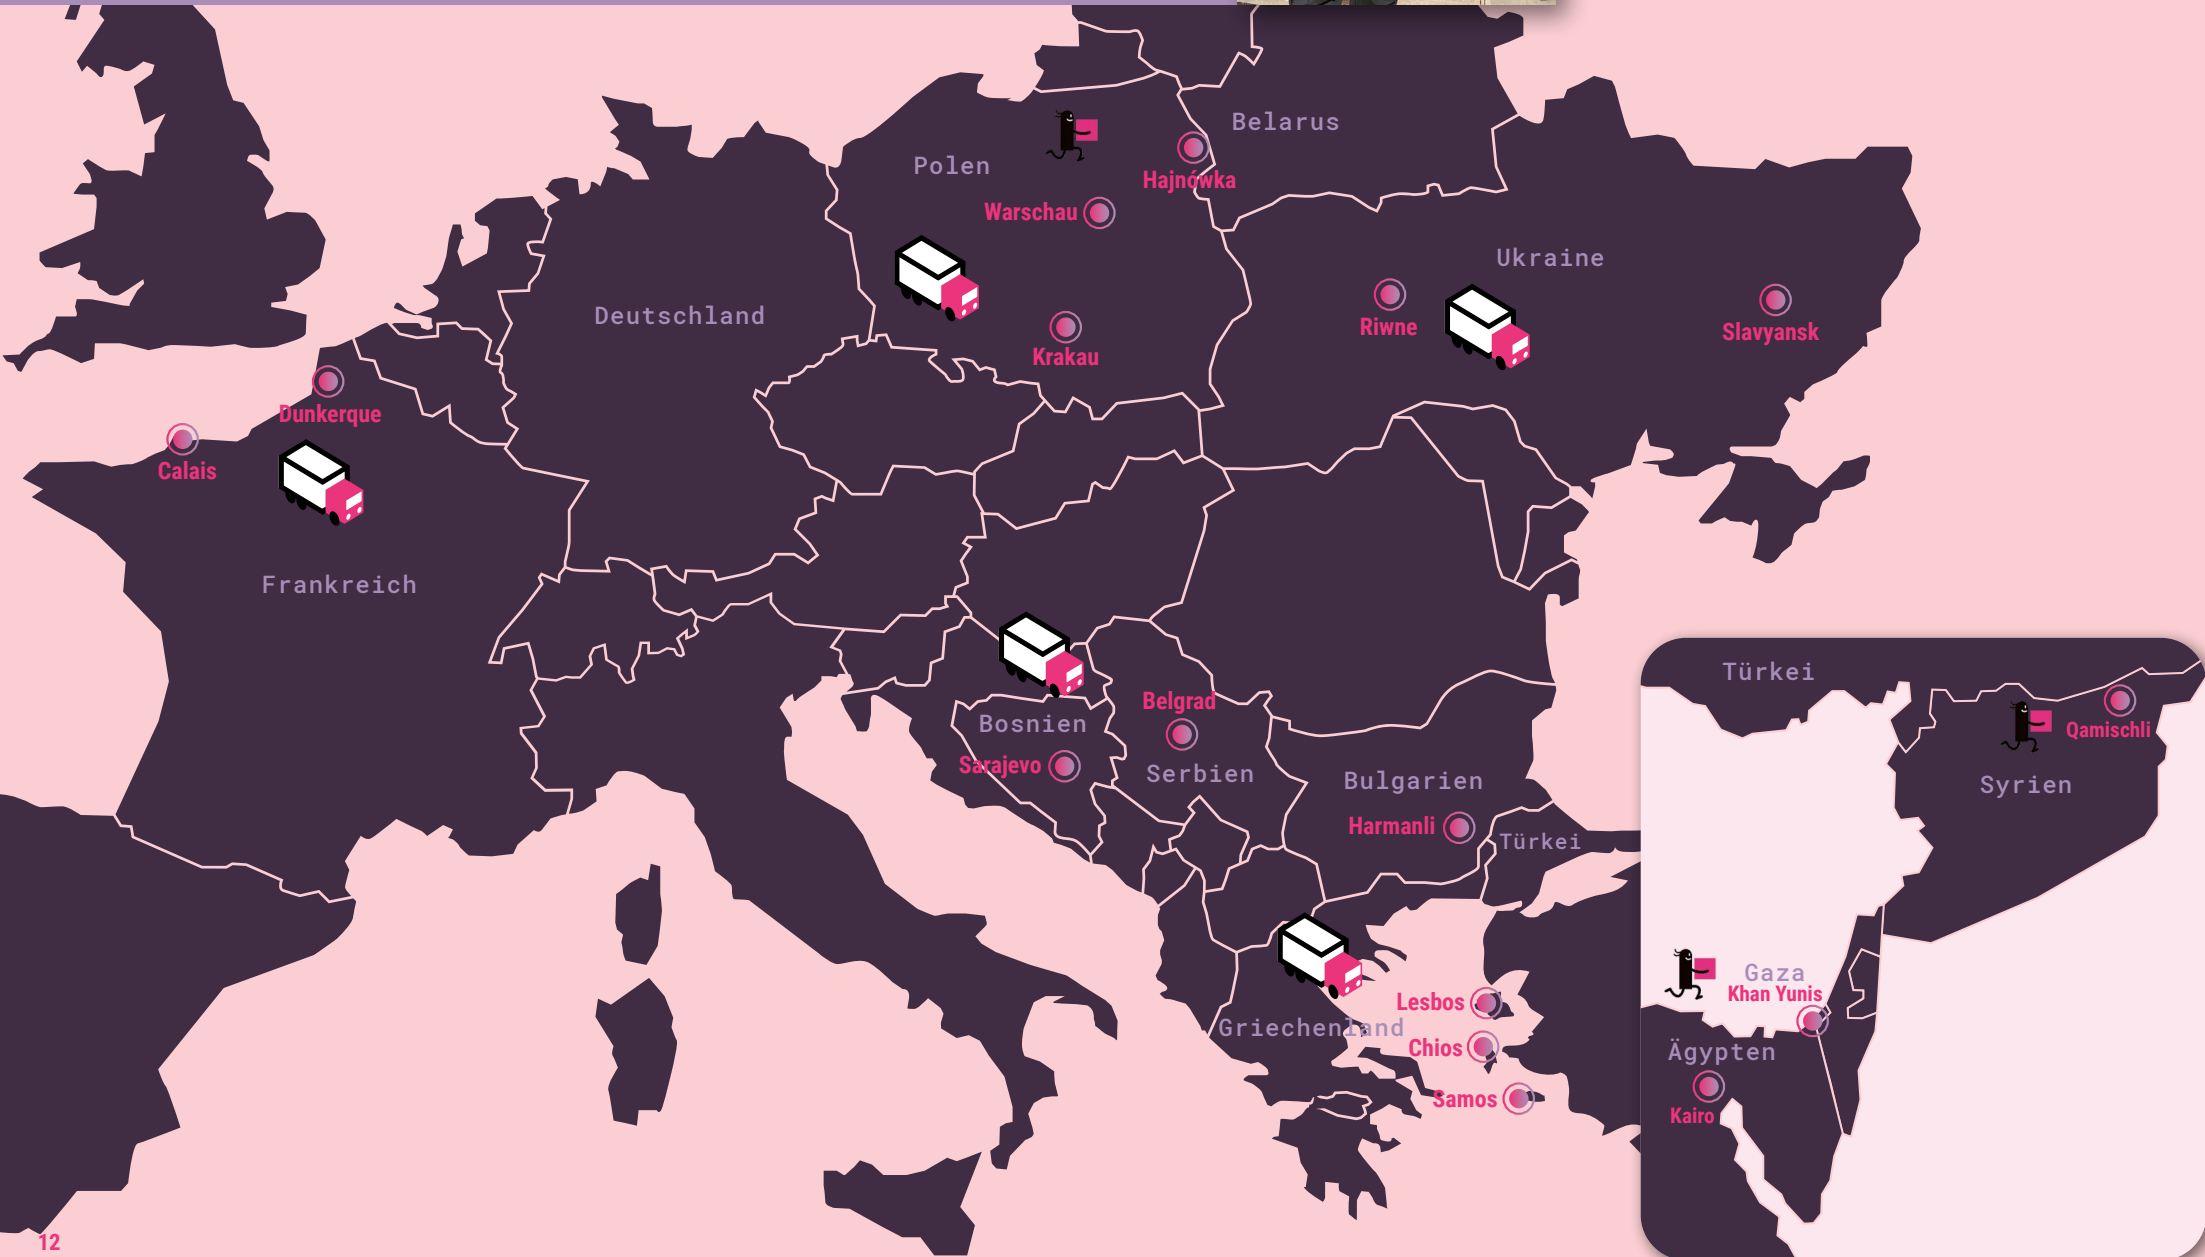 Belarus
Polen
Hajnówka
Warschau
Ukraine
Deutschland
Riwne
Slavyansk
Krakau
Dunkerque
Calais
Frankreich
Türkei
Belgrad
Qamischli
Bosnien
Sarajevo
Serbien
Bulgarien
Syrien
Harmanli
Türkei
Gaza
Khan Yunis
Lesbos
Griechenland
Chios
Ägypten
Samos
Kairo
12